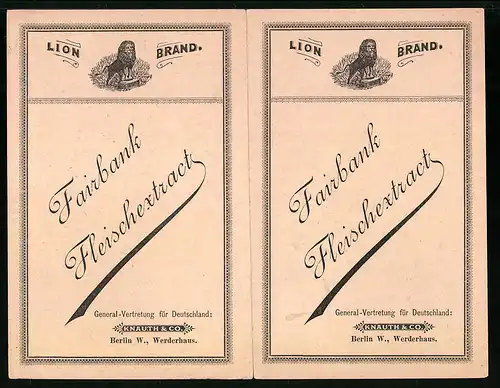 LION BRAND.
Fairbank
Fleischextract
General-Vertretung für Deutschland:
KNAUTH & CO.
Berlin W., Werderhaus.
LION BRAND.
Fairbank
Fleischextract
General-Vertretung für Deutschland:
KNAUTH & CO.
Berlin W., Werderhaus.